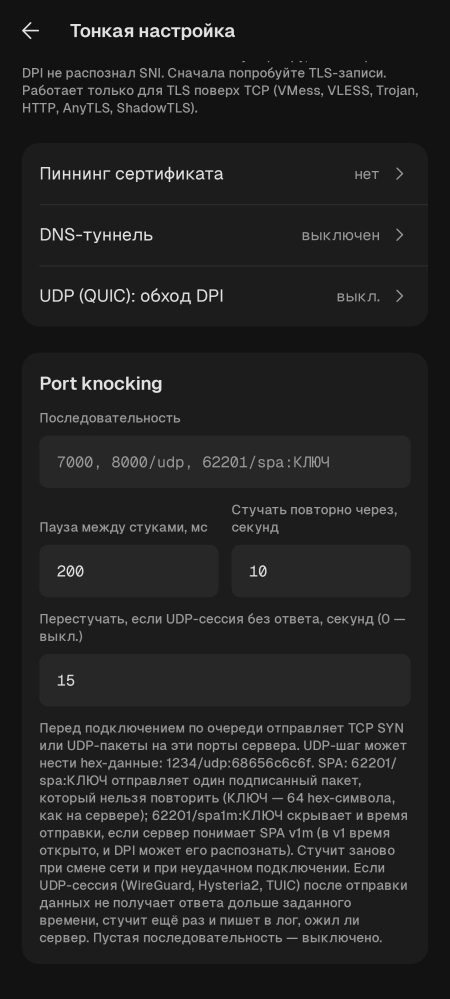 Тонкая настройка
DPI не распознал SNI. Сначала попробуйте TLS-записи.
Работает только для TLS поверх TCP (VMess, VLESS, Trojan,
HTTP, AnyTLS, ShadowTLS).
Пиннинг сертификата нет
DNS-туннель выключен
UDP (QUIC): обход DPI выкл.
Port knocking
Последовательность
7000, 8000/udp, 62201/spa:КЛЮЧ
Пауза между стуками, мс
200
Стучать повторно через,
секунд
10
Перестучать, если UDP-сессия без ответа, секунд (0 —
выкл.)
15
Перед подключением по очереди отправляет TCP SYN
или UDP-пакеты на эти порты сервера. UDP-шаг может
нести hex-данные: 1234/udp:68656c6c6f. SPA: 62201/
spa:КЛЮЧ отправляет один подписанный пакет,
который нельзя повторить (КЛЮЧ — 64 hex-символа,
как на сервере); 62201/spa1m:КЛЮЧ скрывает и время
отправки, если сервер понимает SPA v1m (в v1 время
открыто, и DPI может его распознать). Стучит заново
при смене сети и при неудачном подключении. Если
UDP-сессия (WireGuard, Hysteria2, TUIC) после отправки
данных не получает ответа дольше заданного
времени, стучит ещё раз и пишет в лог, ожил ли
сервер. Пустая последовательность — выключено.